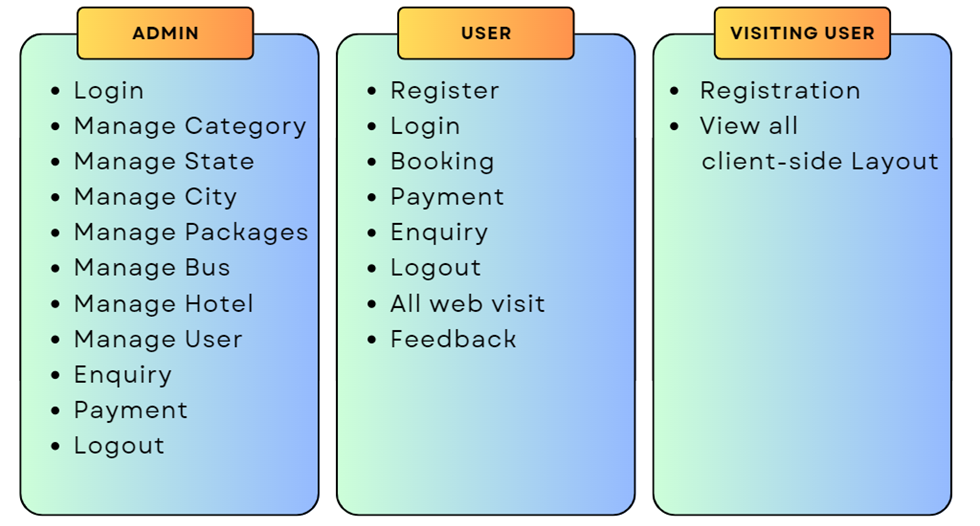 ADMIN
Login
Manage Category
Manage State
Manage City
Manage Packages
Manage Bus
Manage Hotel
Manage User
Enquiry
Payment
Logout
USER
Register
Login
Booking
Payment
Enquiry
Logout
All web visit
Feedback
VISITING USER
Registration
View all
client-side Layout